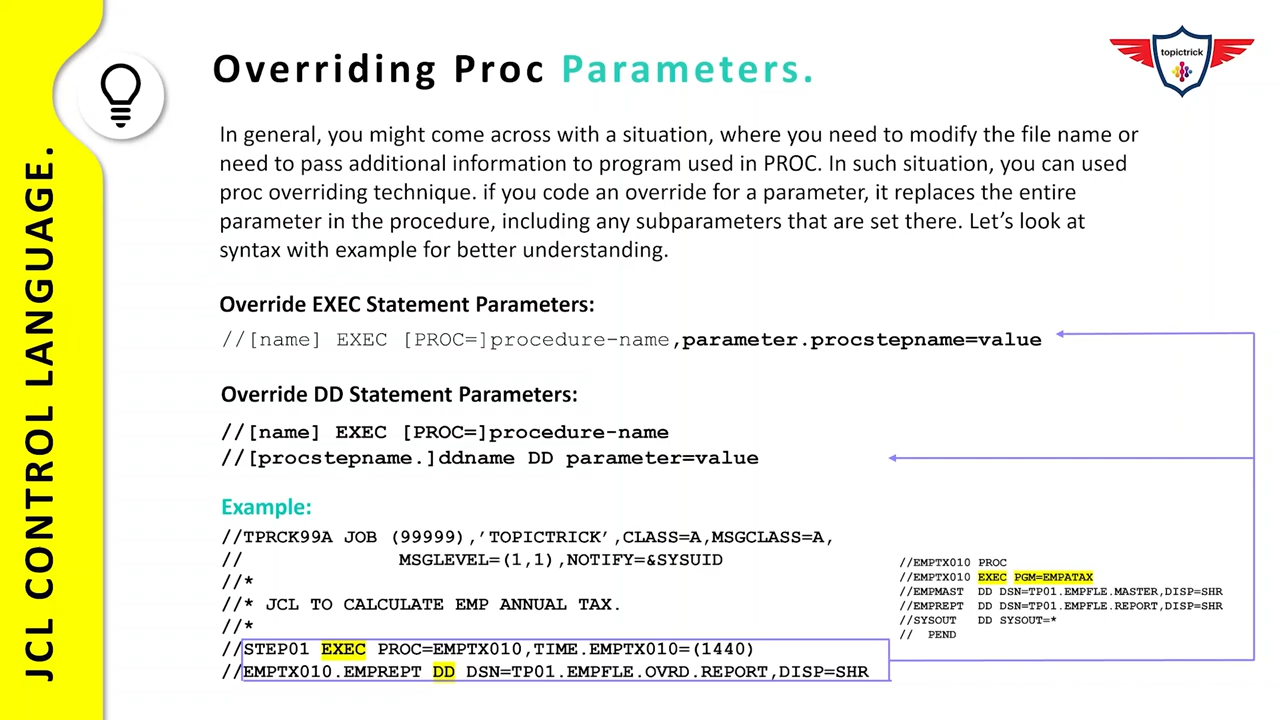 Overriding Proc Parameters.
topictrick
JCL CONTROL LANGUAGE.
In general, you might come across with a situation, where you need to modify the file name or
need to pass additional information to program used in PROC. In such situation, you can used
proc overriding technique. if you code an override for a parameter, it replaces the entire
parameter in the procedure, including any subparameters that are set there. Let’s look at
syntax with example for better understanding.
Override EXEC Statement Parameters:
//[name] EXEC [PROC=]procedure-name,parameter.procstepname=value
Override DD Statement Parameters:
//[name] EXEC [PROC=]procedure-name
//[procstepname.]ddname DD parameter=value
Example:
//TPRCK99A JOB (99999),’TOPICTRICK’,CLASS=A,MSGCLASS=A,
// MSGLEVEL=(1,1),NOTIFY=&SYSUID
//*
//* JCL TO CALCULATE EMP ANNUAL TAX.
//*
//STEP01 EXEC PROC=EMPTX010,TIME.EMPTX010=(1440)
//EMPTX010.EMPREPT DD DSN=TP01.EMPFLE.OVRD.REPORT,DISP=SHR
//EMPTX010 PROC
//EMPTX010 EXEC PGM=EMPATAX
//EMPMAST DD DSN=TP01.EMPFLE.MASTER,DISP=SHR
//EMPREPT DD DSN=TP01.EMPFLE.REPORT,DISP=SHR
//SYSOUT DD SYSOUT=*
// PEND